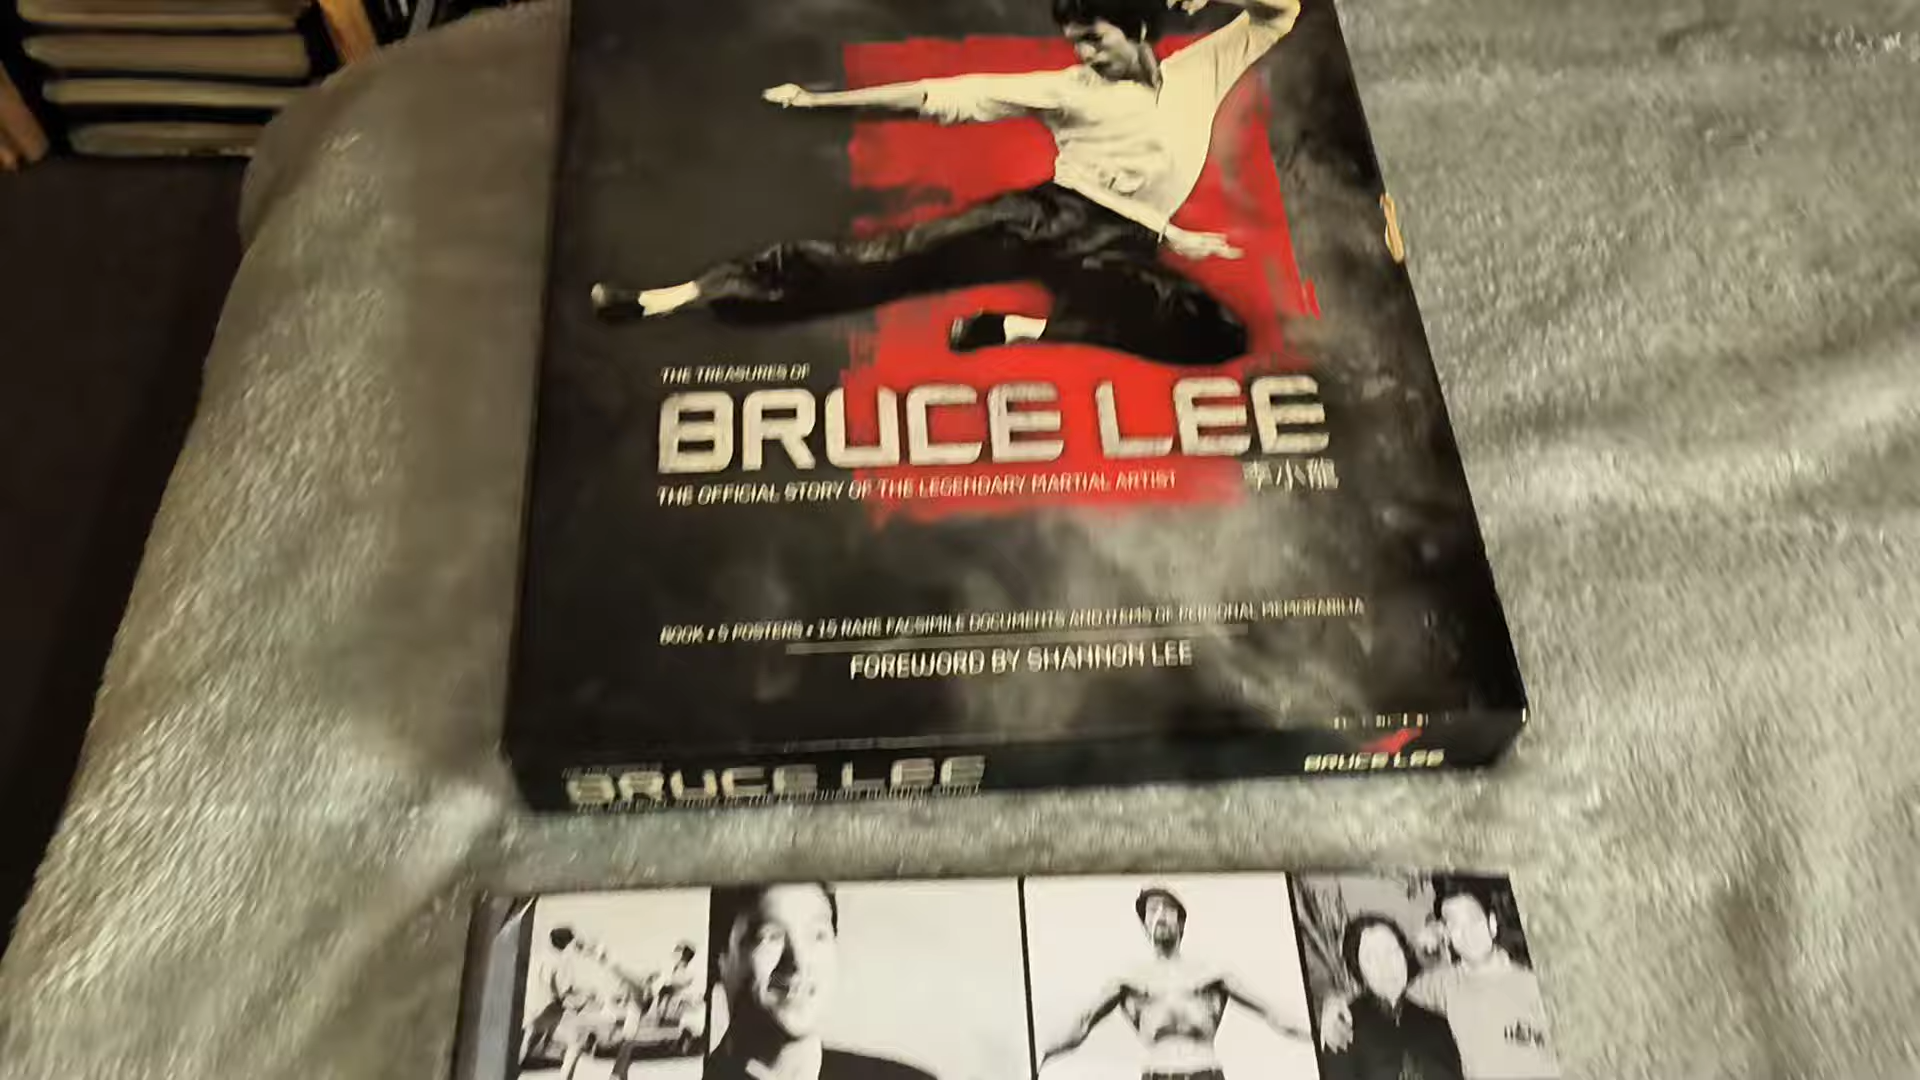 THE TREASURES OF
BRUCE LEE
THE OFFICIAL STORY OF THE LEGENDARY MARTIAL ARTIST
李小龍
BOOK • 5 POSTERS • 15 RARE FACSIMILE DOCUMENTS AND ITEMS OF PERSONAL MEMORABILIA
FOREWORD BY SHANNON LEE
BRUCE LEE
BRUCE LEE